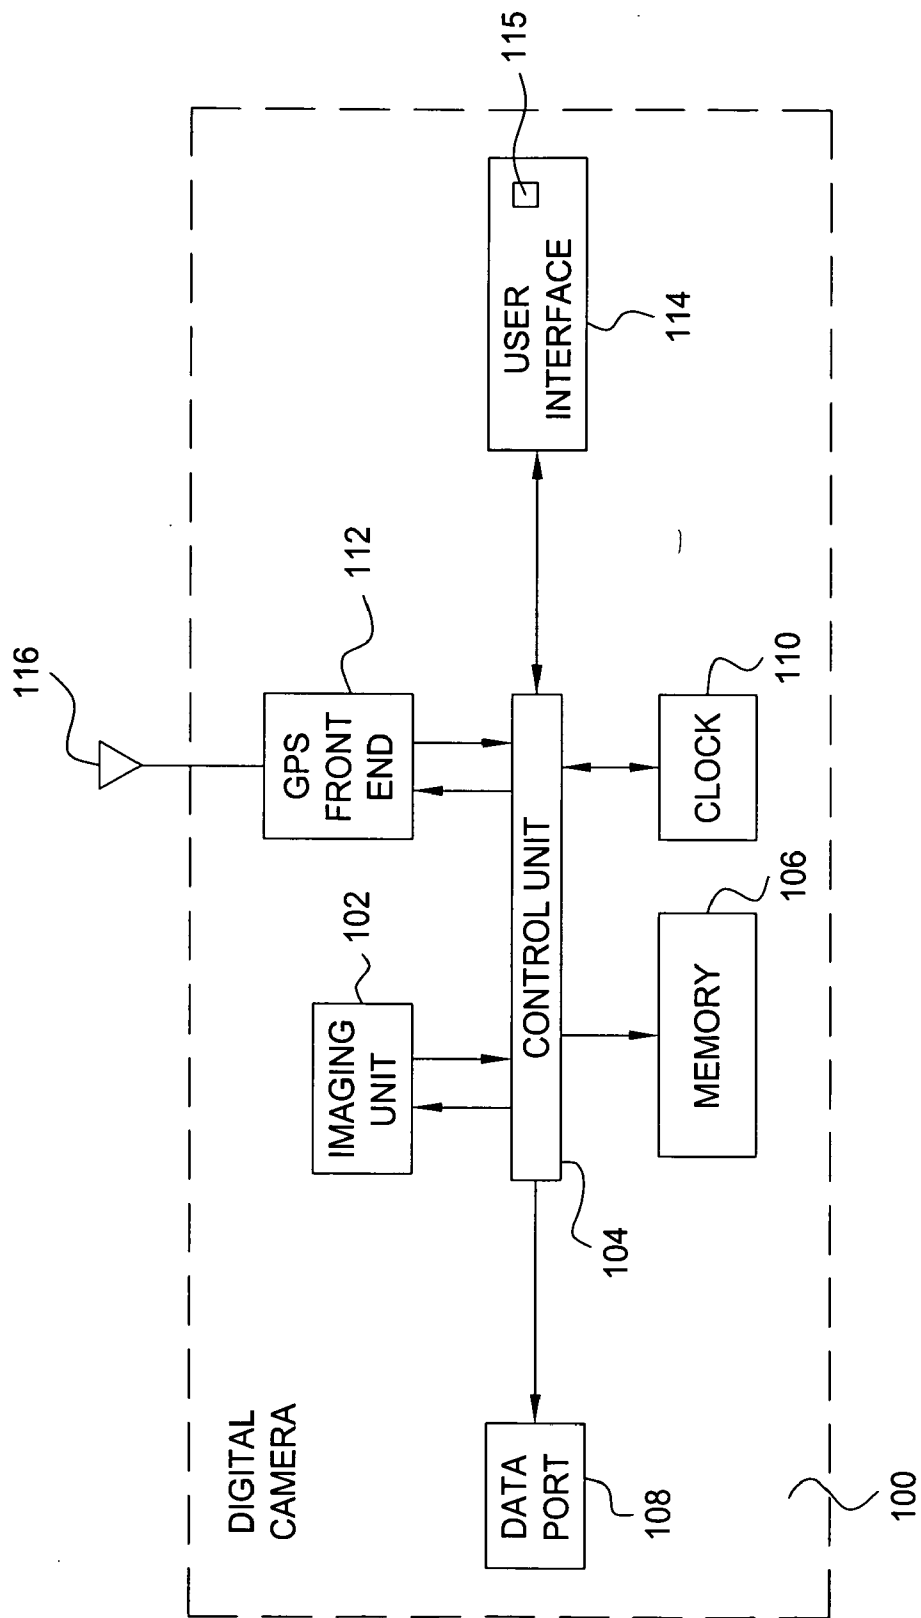 DIGITAL
CAMERA
116
GPS
FRONT
END
112
IMAGING
UNIT
102
115
USER
INTERFACE
114
CONTROL UNIT
104
DATA
PORT
108
MEMORY
106
CLOCK
110
100